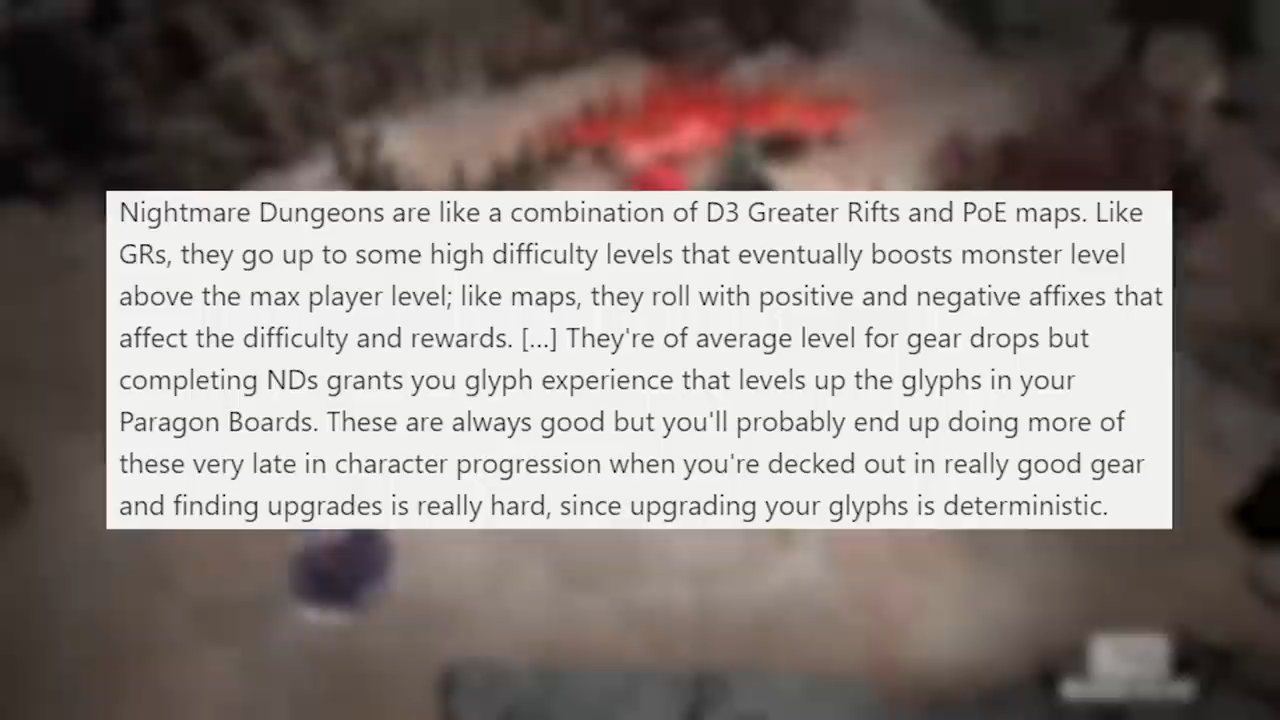 Nightmare Dungeons are like a combination of D3 Greater Rifts and PoE maps. Like
GRs, they go up to some high difficulty levels that eventually boosts monster level
above the max player level; like maps, they roll with positive and negative affixes that
affect the difficulty and rewards. [...] They're of average level for gear drops but
completing NDs grants you glyph experience that levels up the glyphs in your
Paragon Boards. These are always good but you'll probably end up doing more of
these very late in character progression when you're decked out in really good gear
and finding upgrades is really hard, since upgrading your glyphs is deterministic.